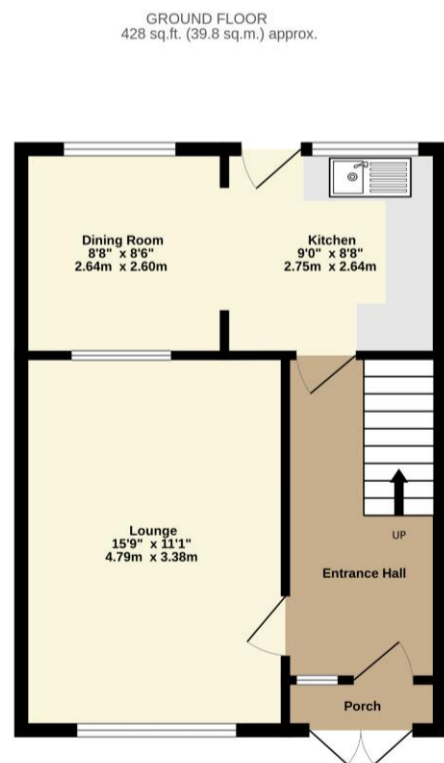 GROUND FLOOR
428 sq.ft. (39.8 sq.m.) approx.
Dining Room
8'8" x 8'6"
2.64m x 2.60m
Kitchen
9'0" x 8'8"
2.75m x 2.64m
Lounge
15'9" x 11'1"
4.79m x 3.38m
UP
Entrance Hall
Porch